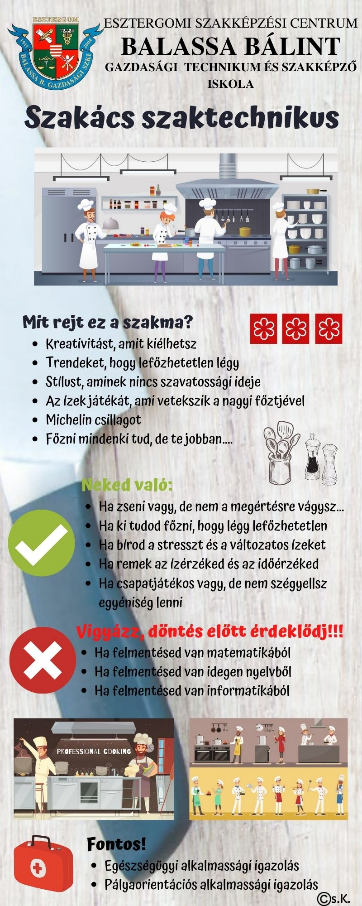 ESZTERGOMI SZAKKÉPZÉSI CENTRUM
BALASSA BÁLINT
GAZDASÁGI TECHNIKUM ÉS SZAKKÉPZŐ
ISKOLA
Szakács szaktechnikus
Mit rejt ez a szakma?
• Kreatívitást, amit kiélhetsz
• Trendeket, hogy lefőzhetetlen légy
• Stílust, aminek nincs szavatossági ideje
• Az ízek játékát, ami vetekszik a nagyi főztjével
• Michelin csillagot
• Főzni mindenki tud, de te jobban....
Neked való:
• Ha zseni vagy, de nem a megértésre vágysz...
• Ha ki tudod főzni, hogy légy lefőzhetetlen
• Ha bírod a stresszt és a változatos ízeket
• Ha remek az ízérzéked és az időérzéked
• Ha csapatjátékos vagy, de nem szégyellsz
egyéniség lenni
Vigyázz, döntés előtt érdeklődj!!!
• Ha felmentésed van matematikából
• Ha felmentésed van idegen nyelvből
• Ha felmentésed van informatikából
PROFESSIONAL COOKING
Fontos!
• Egészségügyi alkalmassági igazolás
• Pályaorientációs alkalmassági igazolás
©s.K.